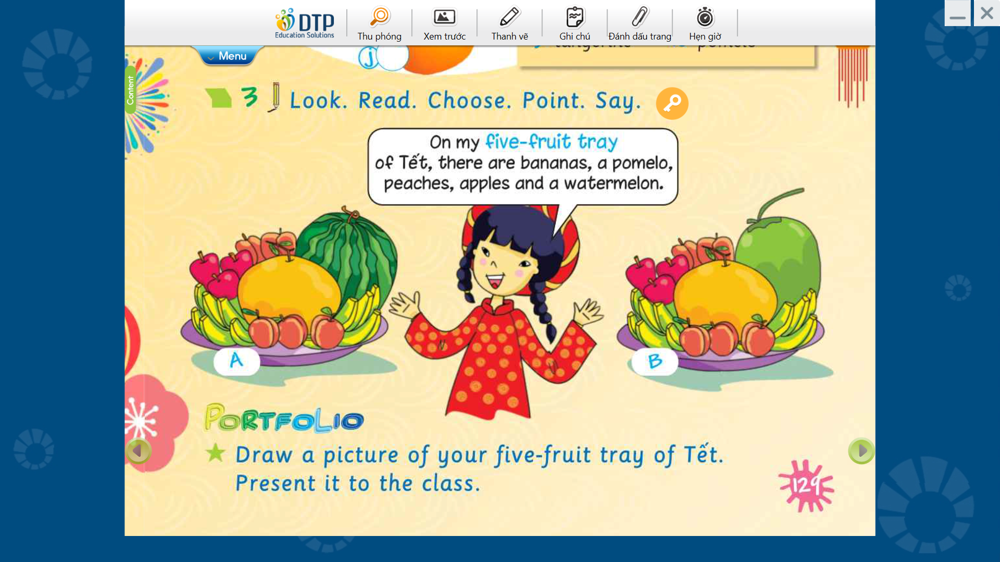 DTP
Education Solutions
Thu phóng
Xem trước
Thanh vẽ
Ghi chú
Đánh dấu trang
Hẹn giờ
Menu
Content
j
tangerine
pomelo
3 Look. Read. Choose. Point. Say.
On my five-fruit tray
of Tết, there are bananas, a pomelo,
peaches, apples and a watermelon.
A
B
PORTFOLIO
Draw a picture of your five-fruit tray of Tết.
Present it to the class.
129